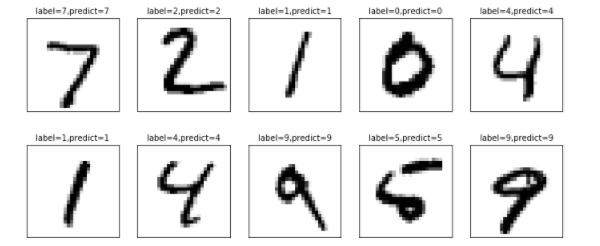 label=7,predict=7 label=2,predict=2 label=1,predict=1 label=0,predict=0 label=4,predict=4
7 2 1 0 4
label=1,predict=1 label=4,predict=4 label=9,predict=9 label=5,predict=5 label=9,predict=9
1 4 9 5 9